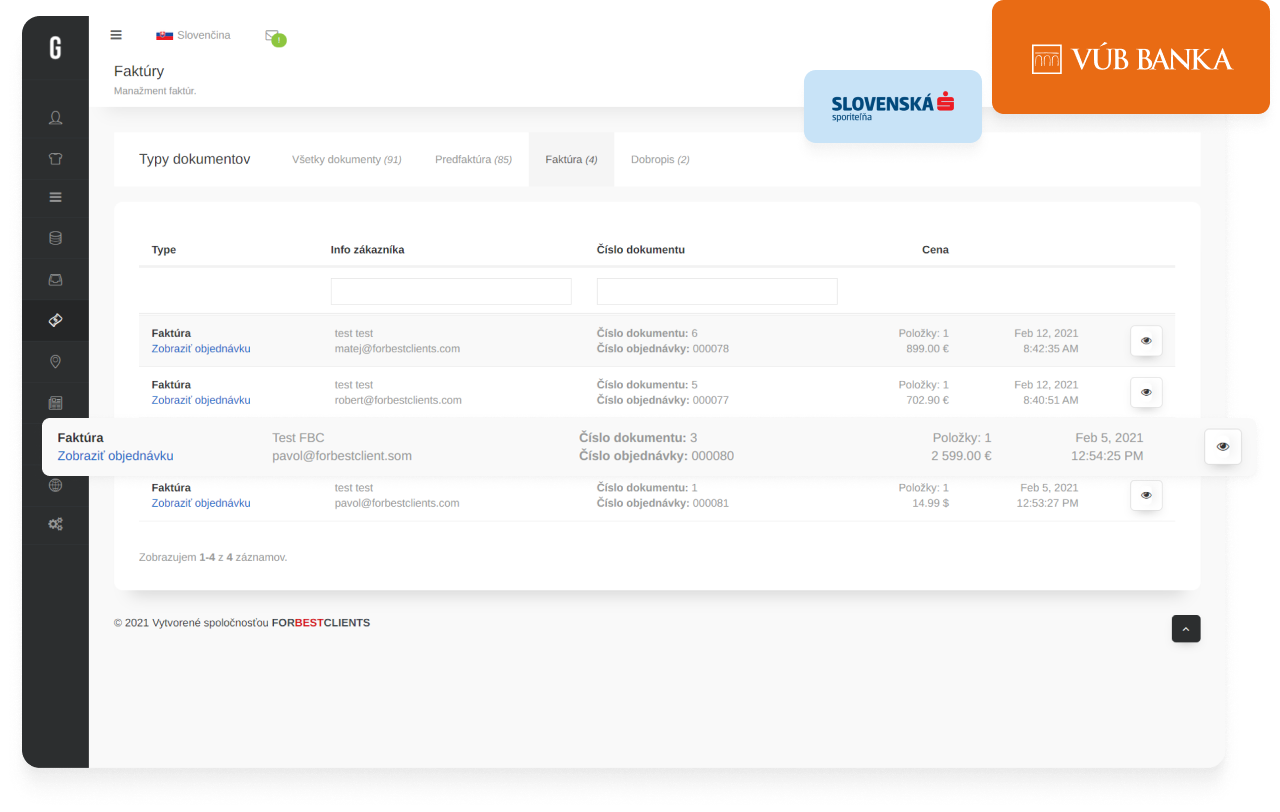 G
Slovenčina
1
VÚB BANKA
Faktúry
Manažment faktúr.
SLOVENSKÁ
sporiteľňa
Typy dokumentov Všetky dokumenty (91) Predfaktúra (85) Faktúra (4) Dobropis (2)
Type Info zákazníka Číslo dokumentu Cena
Faktúra test test Číslo dokumentu: 6 Položky: 1 Feb 12, 2021
Zobraziť objednávku matej@forbestclients.com Číslo objednávky: 000078 899.00 € 8:42:35 AM
Faktúra test test Číslo dokumentu: 5 Položky: 1 Feb 12, 2021
Zobraziť objednávku robert@forbestclients.com Číslo objednávky: 000077 702.90 € 8:40:51 AM
Faktúra Test FBC Číslo dokumentu: 3 Položky: 1 Feb 5, 2021
Zobraziť objednávku pavol@forbestclient.som Číslo objednávky: 000080 2 599.00 € 12:54:25 PM
Faktúra test test Číslo dokumentu: 1 Položky: 1 Feb 5, 2021
Zobraziť objednávku pavol@forbestclients.com Číslo objednávky: 000081 14.99 $ 12:53:27 PM
Zobrazujem 1-4 z 4 záznamov.
© 2021 Vytvorené spoločnosťou FORBESTCLIENTS